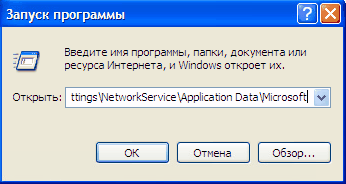 Запуск программы
Введите имя программы, папки, документа или
ресурса Интернета, и Windows откроет их.
Открыть: ttings\NetworkService\Application Data\Microsoft
ОК Отмена Обзор...